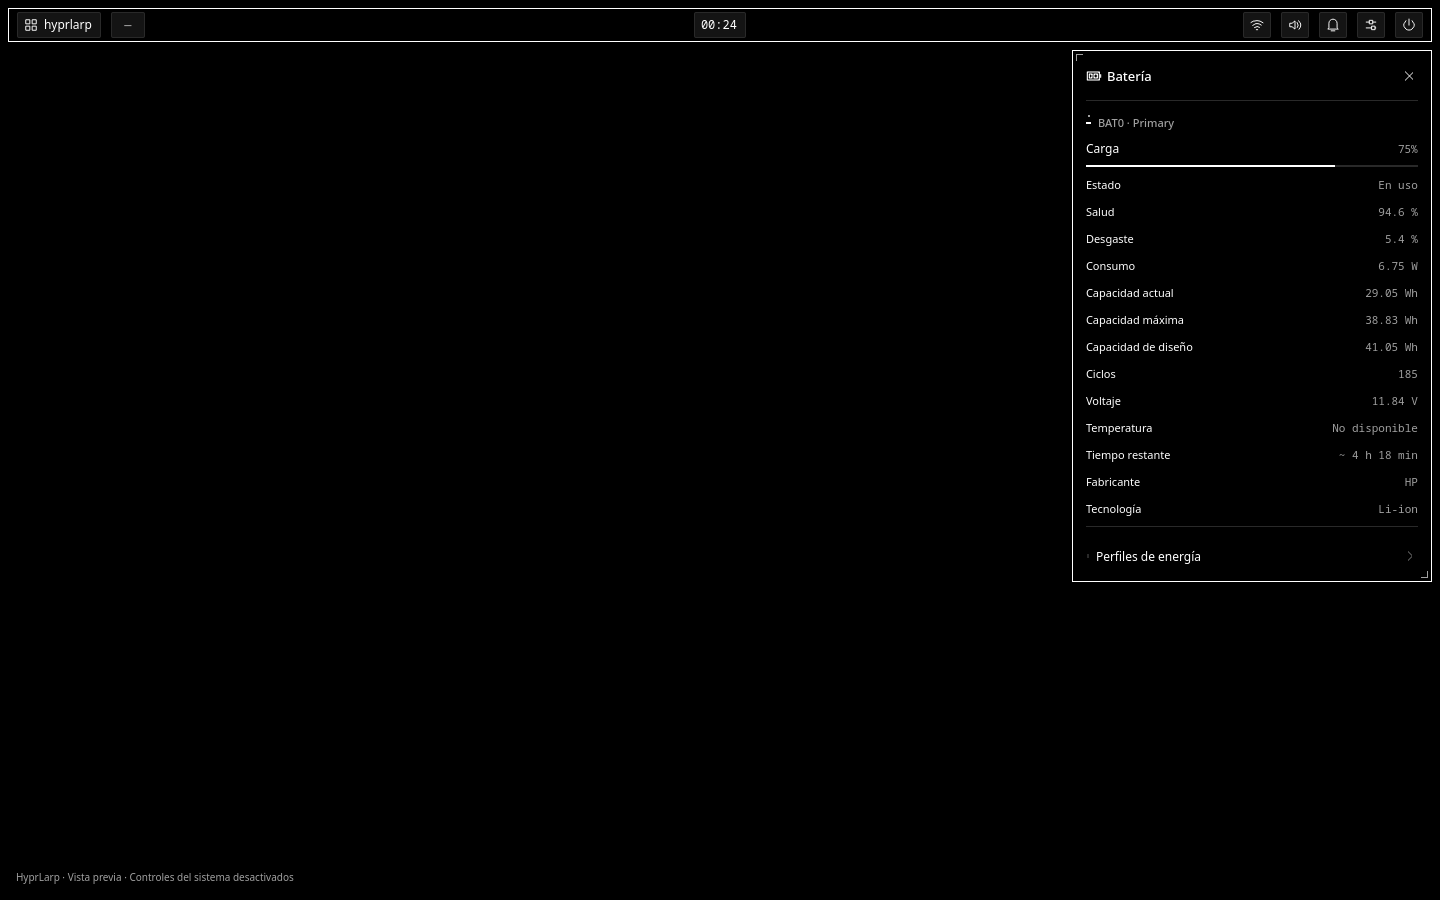 hyprlarp — 00:24
Batería
BAT0 · Primary
Carga 75%
Estado En uso
Salud 94.6 %
Desgaste 5.4 %
Consumo 6.75 W
Capacidad actual 29.05 Wh
Capacidad máxima 38.83 Wh
Capacidad de diseño 41.05 Wh
Ciclos 185
Voltaje 11.84 V
Temperatura No disponible
Tiempo restante ~ 4 h 18 min
Fabricante HP
Tecnología Li-ion
Perfiles de energía
HyprLarp · Vista previa · Controles del sistema desactivados